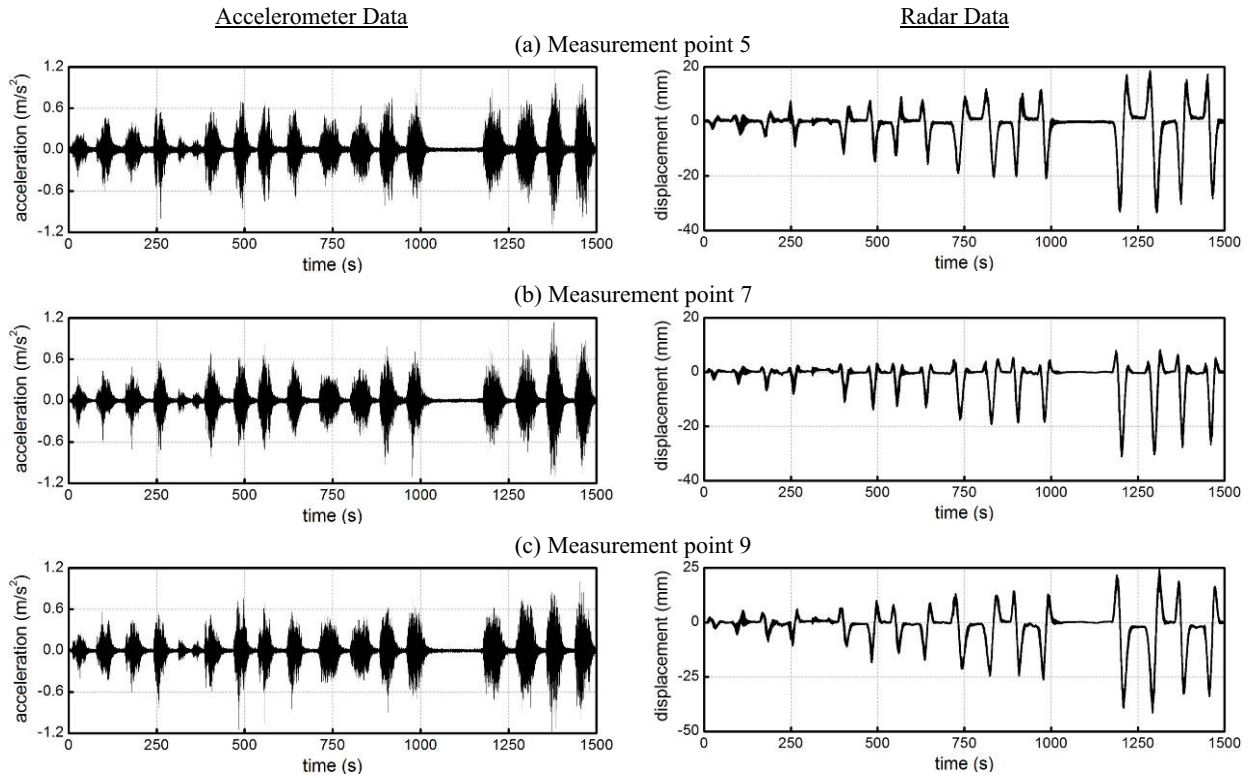 Accelerometer Data
Radar Data
(a) Measurement point 5
1.2
0.6
0.0
-0.6
-1.2
acceleration (m/s²)
0 250 500 750 1000 1250 1500
time (s)
20
0
-20
-40
displacement (mm)
0 250 500 750 1000 1250 1500
time (s)
(b) Measurement point 7
1.2
0.6
0.0
-0.6
-1.2
acceleration (m/s²)
0 250 500 750 1000 1250 1500
time (s)
20
0
-20
-40
displacement (mm)
0 250 500 750 1000 1250 1500
time (s)
(c) Measurement point 9
1.2
0.6
0.0
-0.6
-1.2
acceleration (m/s²)
0 250 500 750 1000 1250 1500
time (s)
25
0
-25
-50
displacement (mm)
0 250 500 750 1000 1250 1500
time (s)